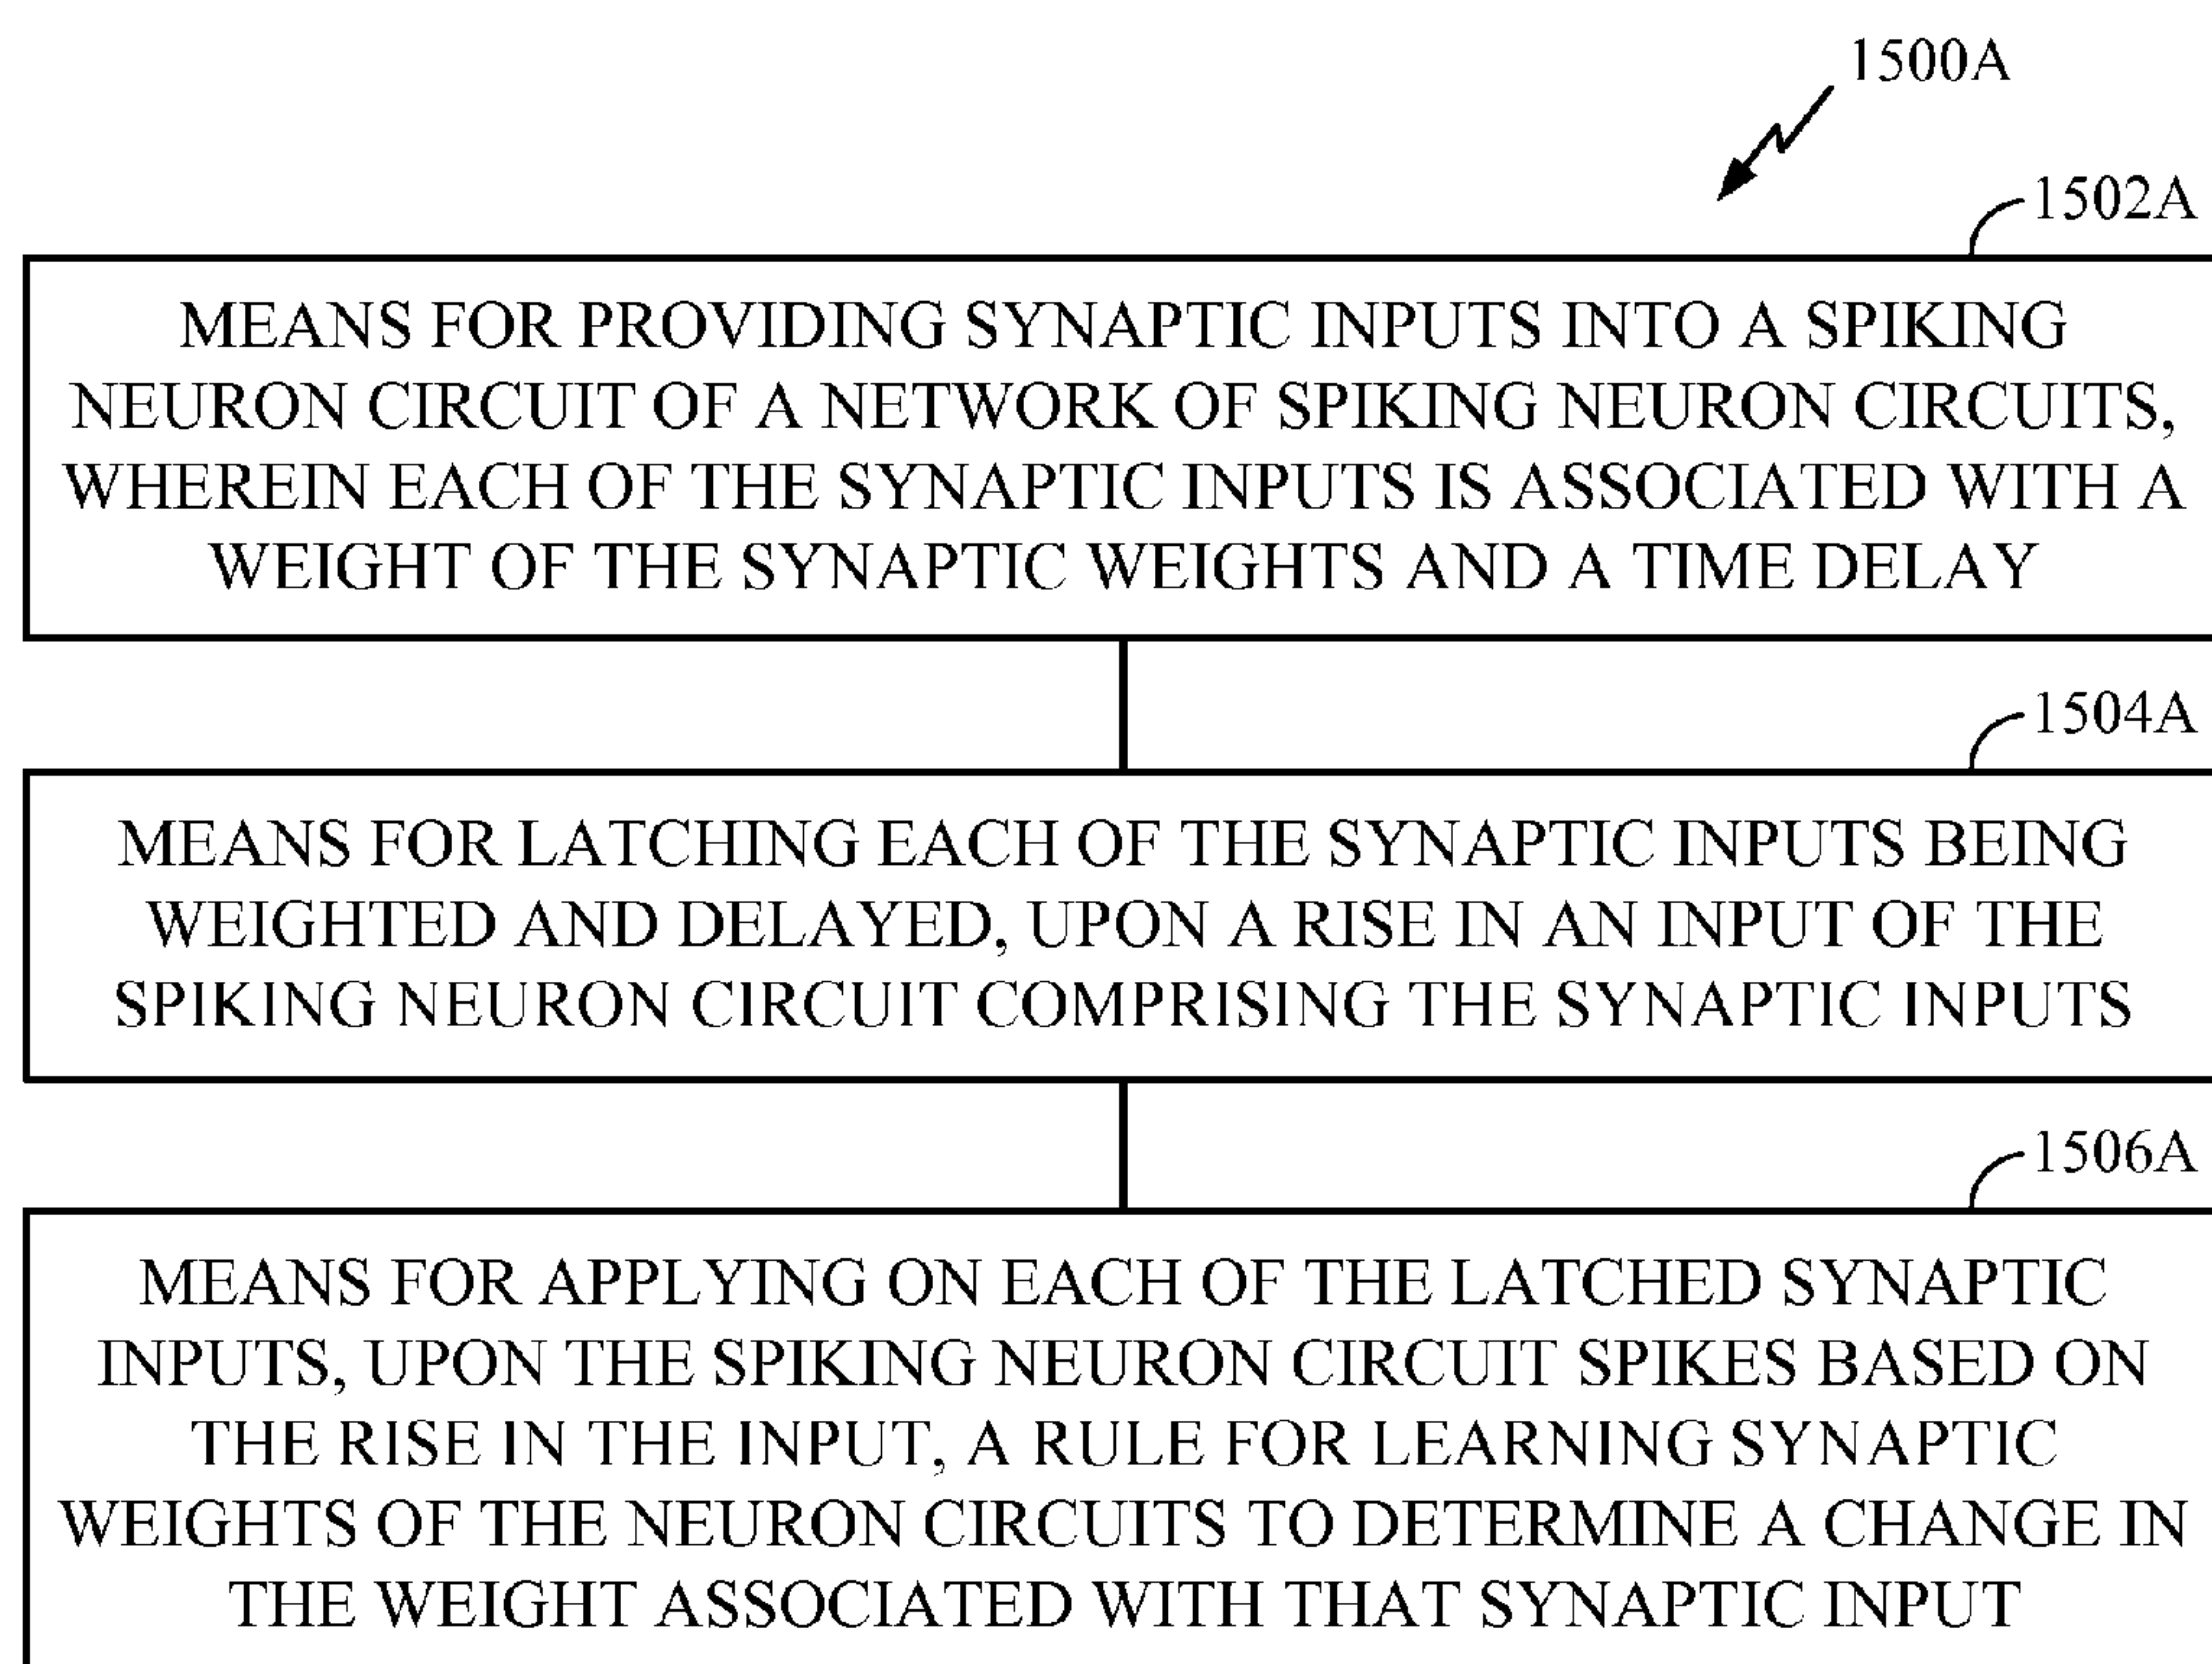 1500A
1502A
MEANS FOR PROVIDING SYNAPTIC INPUTS INTO A SPIKING
NEURON CIRCUIT OF A NETWORK OF SPIKING NEURON CIRCUITS,
WHEREIN EACH OF THE SYNAPTIC INPUTS IS ASSOCIATED WITH A
WEIGHT OF THE SYNAPTIC WEIGHTS AND A TIME DELAY
1504A
MEANS FOR LATCHING EACH OF THE SYNAPTIC INPUTS BEING
WEIGHTED AND DELAYED, UPON A RISE IN AN INPUT OF THE
SPIKING NEURON CIRCUIT COMPRISING THE SYNAPTIC INPUTS
1506A
MEANS FOR APPLYING ON EACH OF THE LATCHED SYNAPTIC
INPUTS, UPON THE SPIKING NEURON CIRCUIT SPIKES BASED ON
THE RISE IN THE INPUT, A RULE FOR LEARNING SYNAPTIC
WEIGHTS OF THE NEURON CIRCUITS TO DETERMINE A CHANGE IN
THE WEIGHT ASSOCIATED WITH THAT SYNAPTIC INPUT